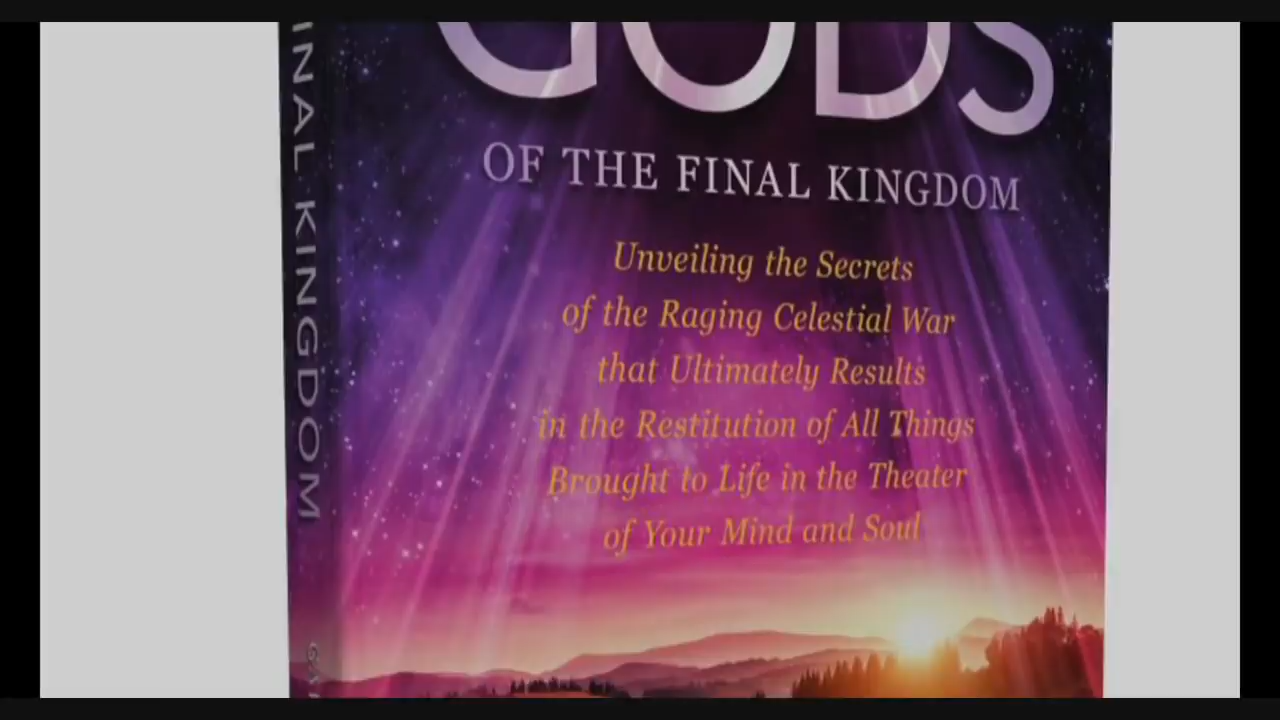 GODS
OF THE FINAL KINGDOM
Unveiling the Secrets
of the Raging Celestial War
that Ultimately Results
in the Restitution of All Things
Brought to Life in the Theater
of Your Mind and Soul
INAL KINGDOM